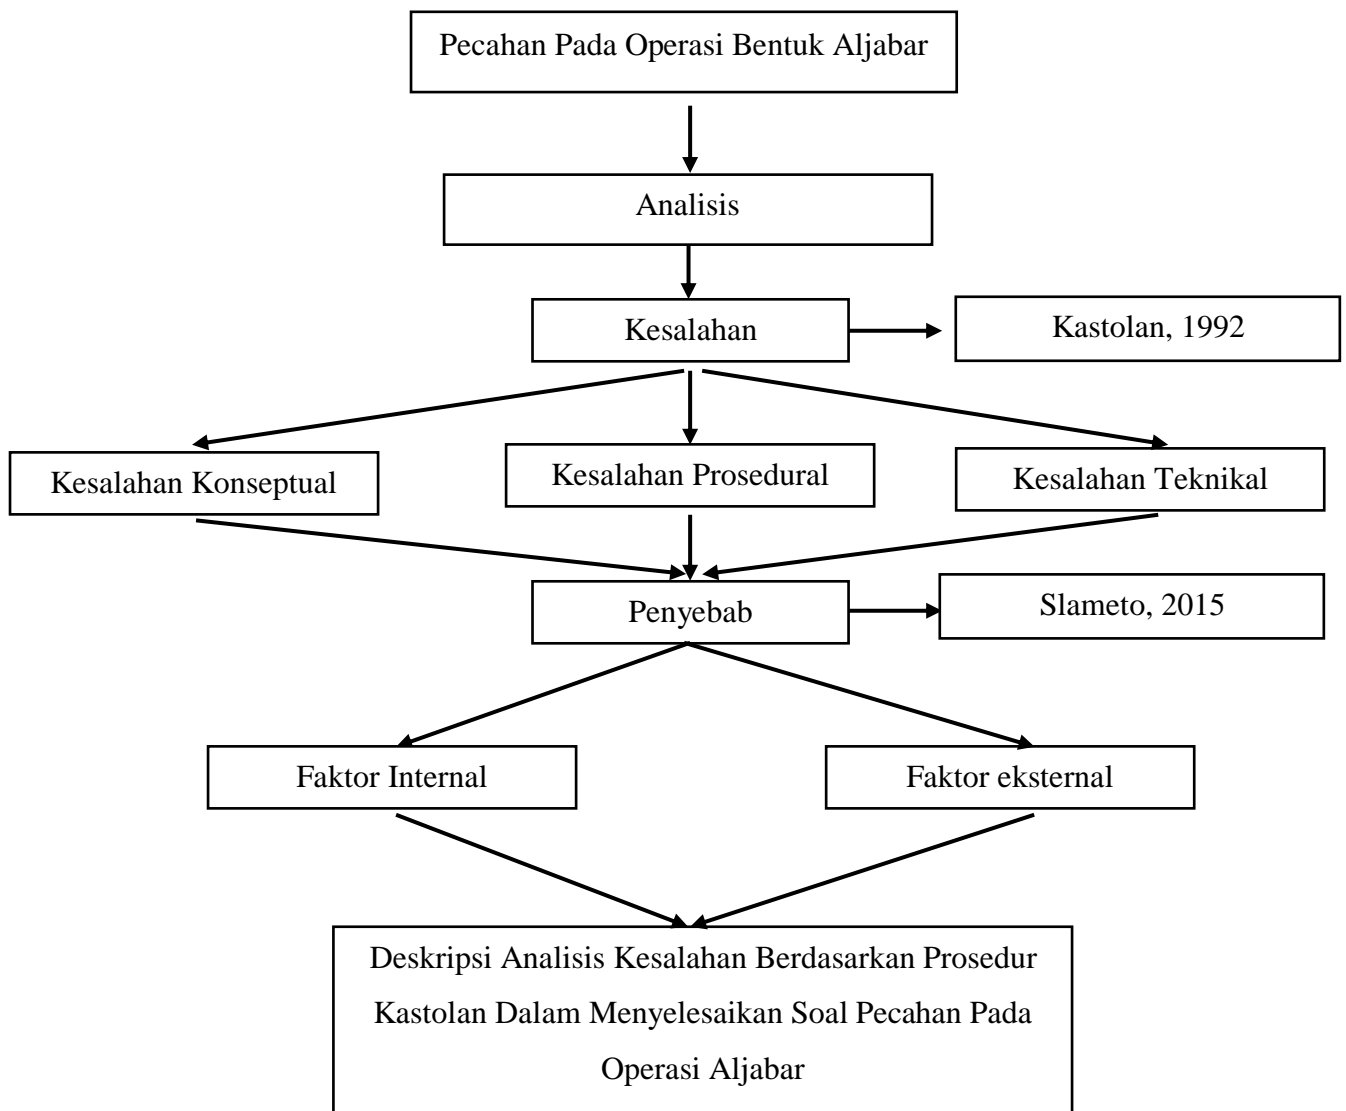 Pecahan Pada Operasi Bentuk Aljabar
Analisis
Kesalahan
Kastolan, 1992
Kesalahan Konseptual
Kesalahan Prosedural
Kesalahan Teknikal
Penyebab
Slameto, 2015
Faktor Internal
Faktor eksternal
Deskripsi Analisis Kesalahan Berdasarkan Prosedur
Kastolan Dalam Menyelesaikan Soal Pecahan Pada
Operasi Aljabar